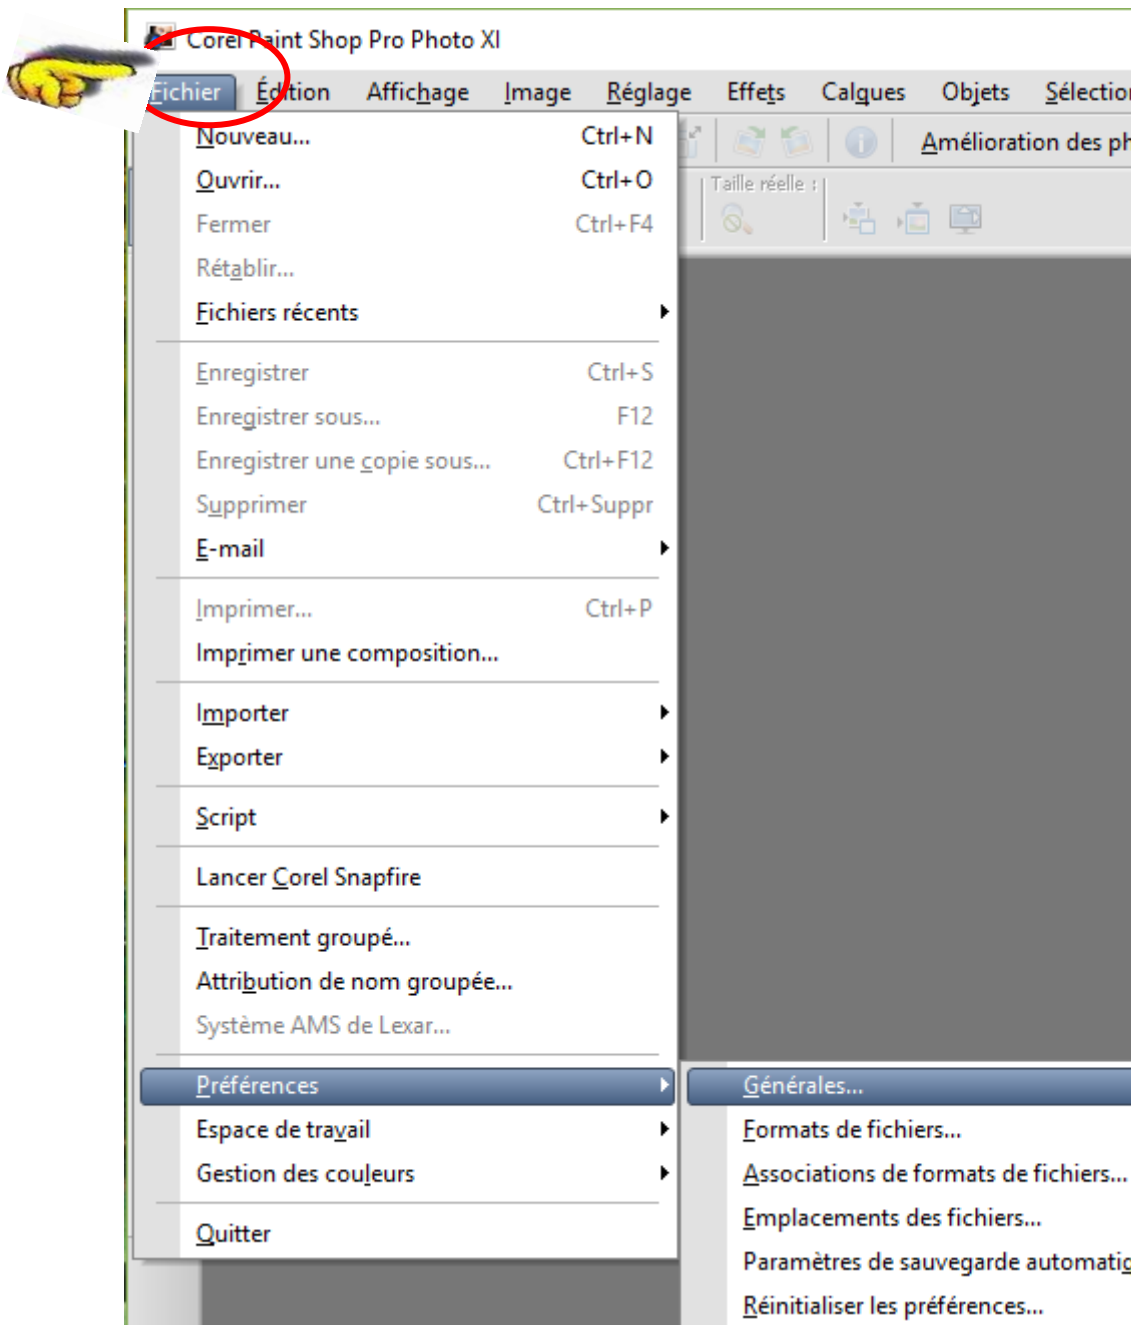 Corel Paint Shop Pro Photo XI
Fichier Édition Affichage Image Réglage Effets Calques Objets
Amélioration des
Taille réelle :
Nouveau... Ctrl+N
Ouvrir... Ctrl+O
Fermer Ctrl+F4
Rétablir...
Fichiers récents
Enregistrer Ctrl+S
Enregistrer sous... F12
Enregistrer une copie sous... Ctrl+F12
Supprimer Ctrl+Suppr
E-mail
Imprimer... Ctrl+P
Imprimer une composition...
Importer
Exporter
Script
Lancer Corel Snapfire
Traitement groupé...
Attribution de nom groupée...
Système AMS de Lexar...
Préférences
Espace de travail
Gestion des couleurs
Quitter
Générales...
Formats de fichiers...
Associations de formats de fichiers...
Emplacements des fichiers...
Paramètres de sauvegarde
Réinitialiser les préférences...